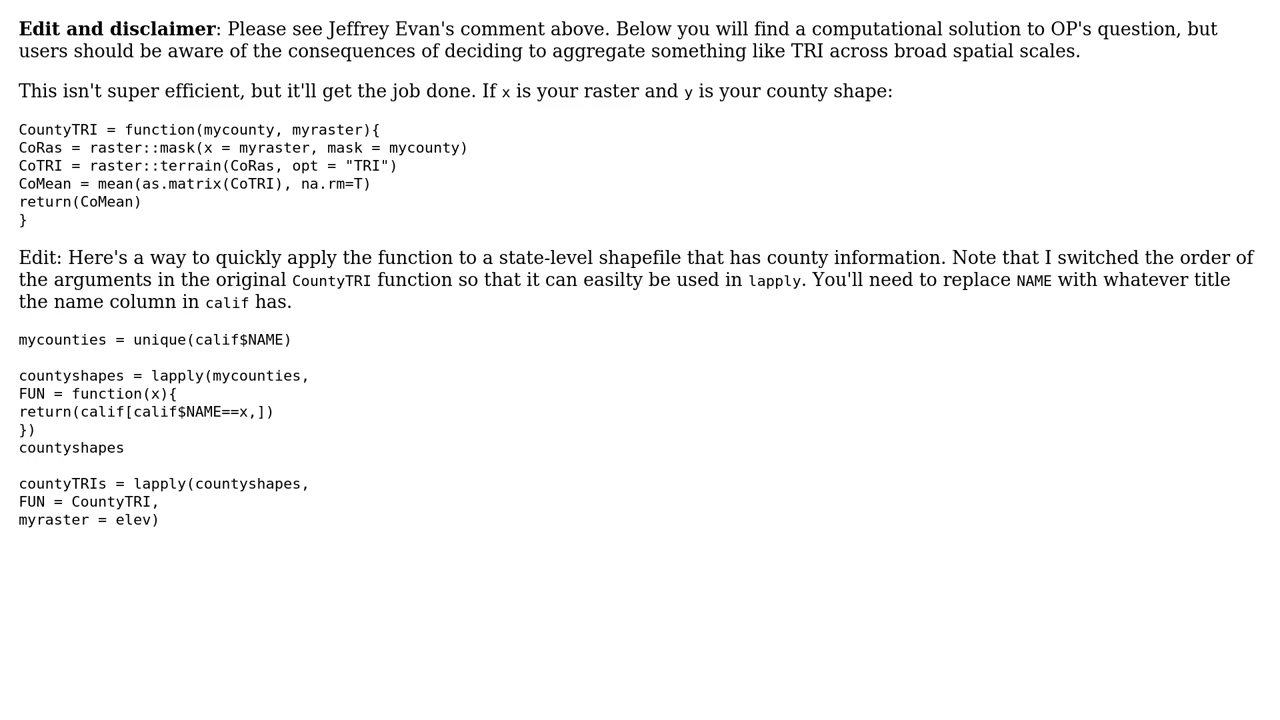 Edit and disclaimer: Please see Jeffrey Evan's comment above. Below you will find a computational solution to OP's question, but
users should be aware of the consequences of deciding to aggregate something like TRI across broad spatial scales.
This isn't super efficient, but it'll get the job done. If x is your raster and y is your county shape:
CountyTRI = function(mycounty, myraster){
CoRas = raster::mask(x = myraster, mask = mycounty)
CoTRI = raster::terrain(CoRas, opt = "TRI")
CoMean = mean(as.matrix(CoTRI), na.rm=T)
return(CoMean)
}
Edit: Here's a way to quickly apply the function to a state-level shapefile that has county information. Note that I switched the order of
the arguments in the original CountyTRI function so that it can easilty be used in lapply. You'll need to replace NAME with whatever title
the name column in calif has.
mycounties = unique(calif$NAME)
countyshapes = lapply(mycounties,
FUN = function(x){
return(calif[calif$NAME==x,])
})
countyshapes
countyTRIs = lapply(countyshapes,
FUN = CountyTRI,
myraster = elev)